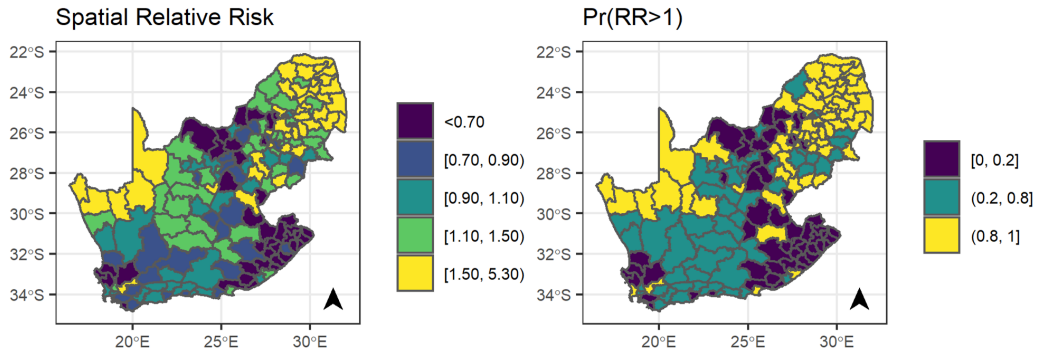 Spatial Relative Risk
22°S
24°S
26°S
28°S
30°S
32°S
34°S
20°E
25°E
30°E
<0.70
[0.70, 0.90)
[0.90, 1.10)
[1.10, 1.50)
[1.50, 5.30)
Pr(RR>1)
22°S
24°S
26°S
28°S
30°S
32°S
34°S
20°E
25°E
30°E
[0, 0.2]
(0.2, 0.8]
(0.8, 1]